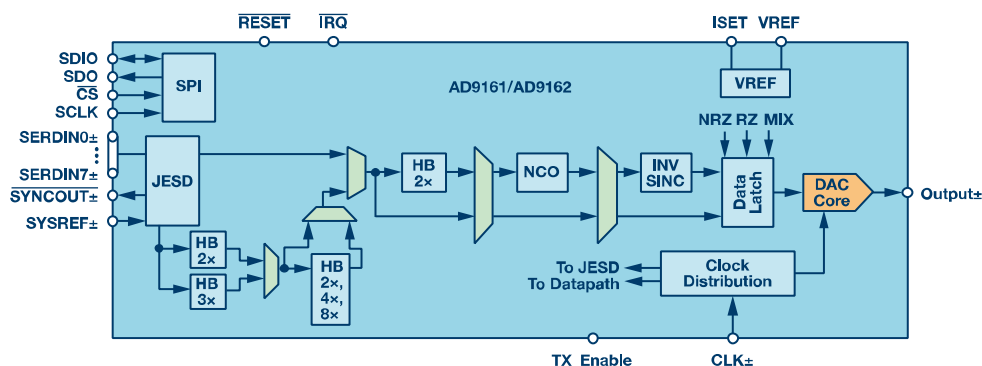 RESET IRQ ISET VREF
SDIO
SDO
CS
SCLK
SPI
AD9161/AD9162
VREF
NRZ RZ MIX
SERDIN0±
...
SERDIN7±
SYNCOUT±
SYSREF±
JESD
HB
2×
NCO
INV
SINC
Data
Latch
DAC
Core
Output±
HB
2×
HB
3×
HB
2×,
4×,
8×
To JESD
To Datapath
Clock
Distribution
TX Enable
CLK±